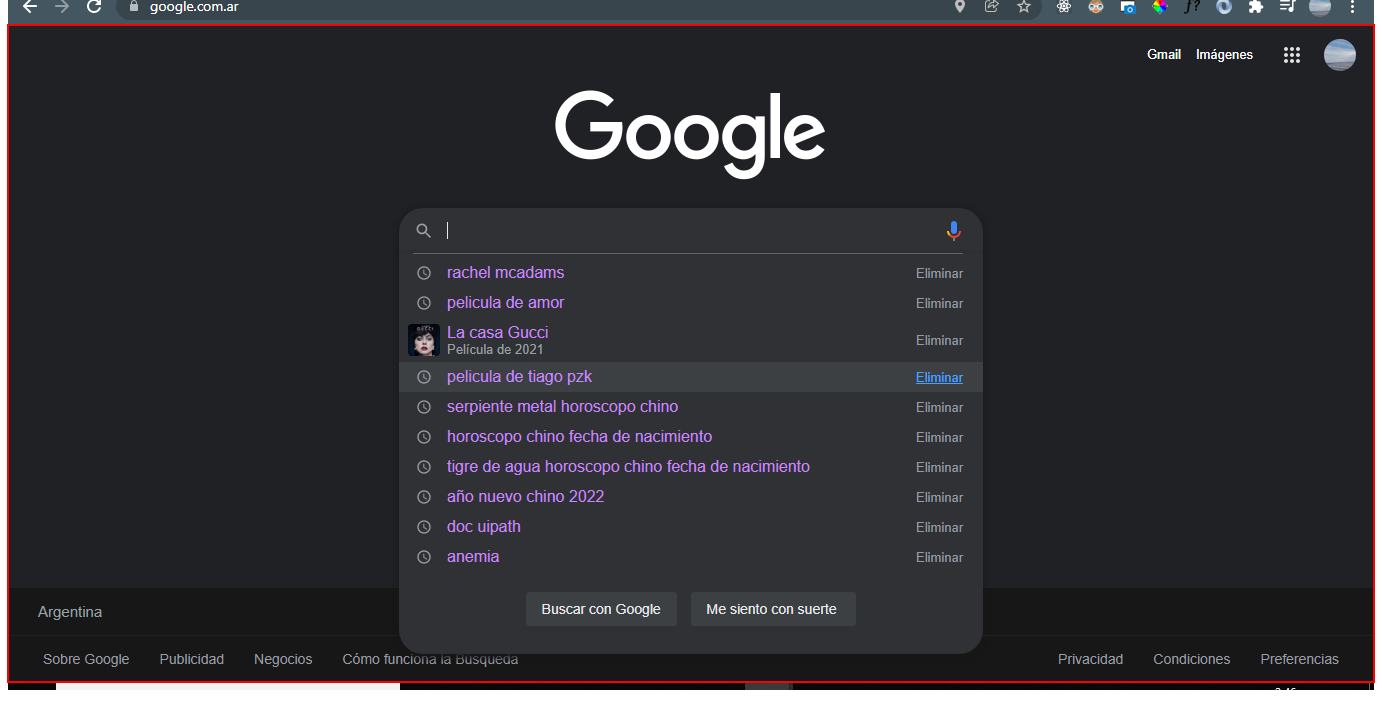 google.com.ar
f?
Gmail Imágenes
Google
rachel mcadams Eliminar
pelicula de amor Eliminar
GUCCI
La casa Gucci
Película de 2021 Eliminar
pelicula de tiago pzk Eliminar
serpiente metal horoscopo chino Eliminar
horoscopo chino fecha de nacimiento Eliminar
tigre de agua horoscopo chino fecha de nacimiento Eliminar
año nuevo chino 2022 Eliminar
doc uipath Eliminar
anemia Eliminar
Buscar con Google Me siento con suerte
Argentina
Sobre Google Publicidad Negocios Cómo funciona la Búsqueda Privacidad Condiciones Preferencias